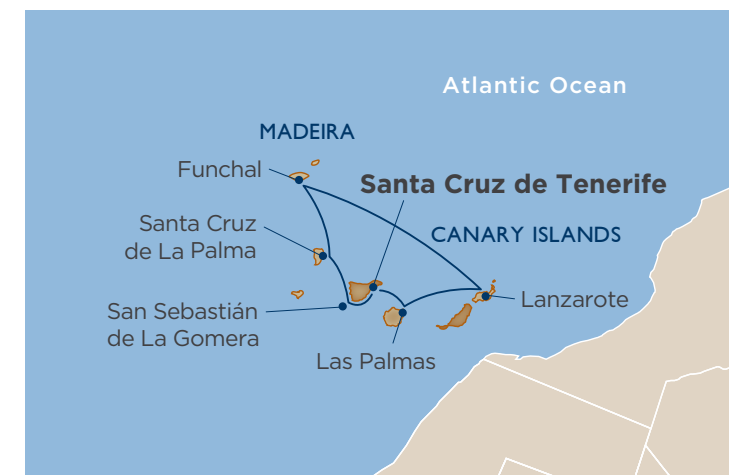 Atlantic Ocean
MADEIRA
Funchal
Santa Cruz de Tenerife
Santa Cruz
de La Palma
CANARY ISLANDS
San Sebastián
de La Gomera
Lanzarote
Las Palmas